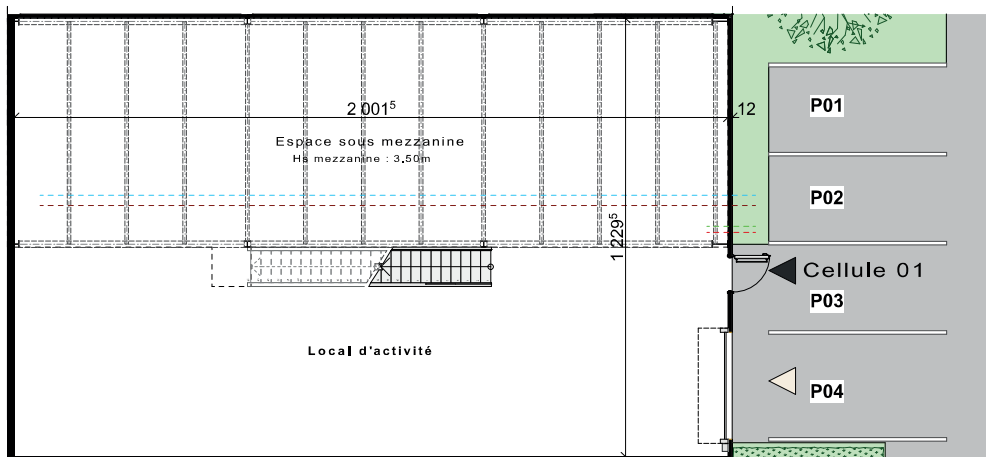 P01
2 001⁵
12
Espace sous mezzanine
Hs mezzanine : 3,50m
P02
1 229⁵
Cellule 01
P03
Local d'activité
P04